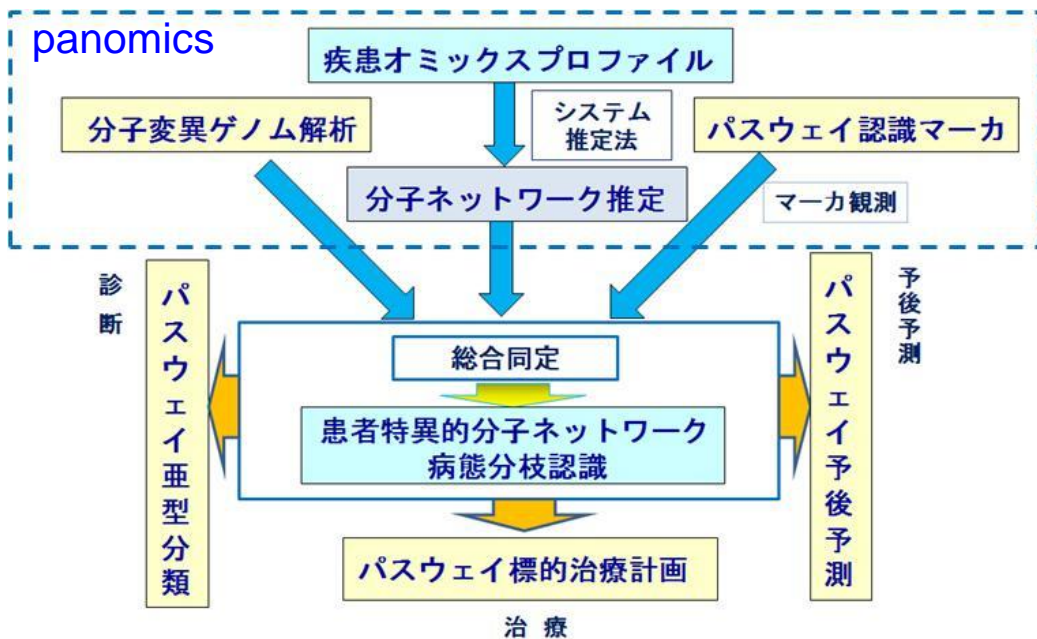 panomics
疾患オミックスプロファイル
分子変異ゲノム解析
システム
推定法
パスウェイ認識マーカ
分子ネットワーク推定
マーカ観測
診断
パスウェイ亜型分類
総合同定
患者特異的分子ネットワーク
病態分枝認識
パスウェイ予後予測
予後予測
パスウェイ標的治療計画
治療